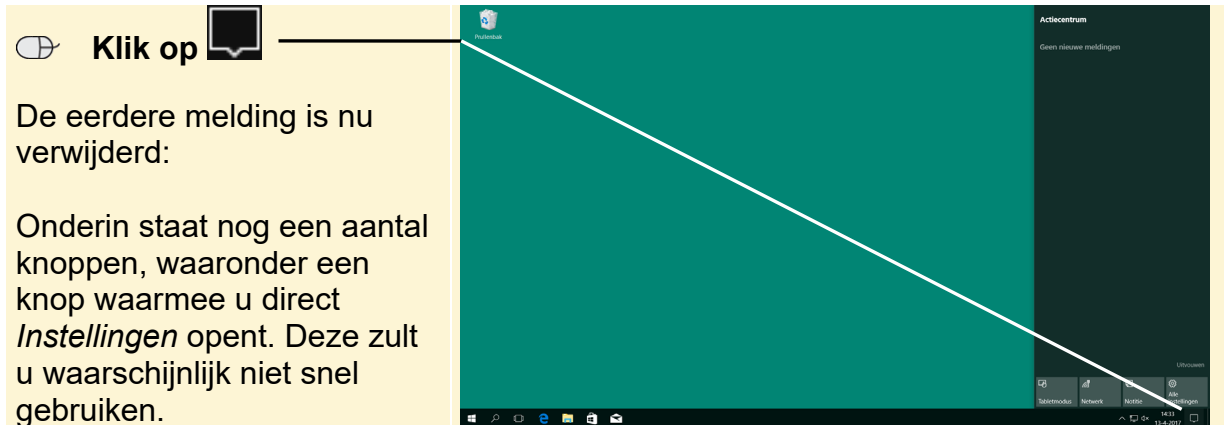 Klik op
De eerdere melding is nu
verwijderd:
Onderin staat nog een aantal
knoppen, waaronder een
knop waarmee u direct
Instellingen opent. Deze zult
u waarschijnlijk niet snel
gebruiken.
Prullenbak
Actiecentrum
Geen nieuwe meldingen
Uitvouwen
Tabletmodus
Netwerk
Notitie
Alle
instellingen
14:33
13-4-2017